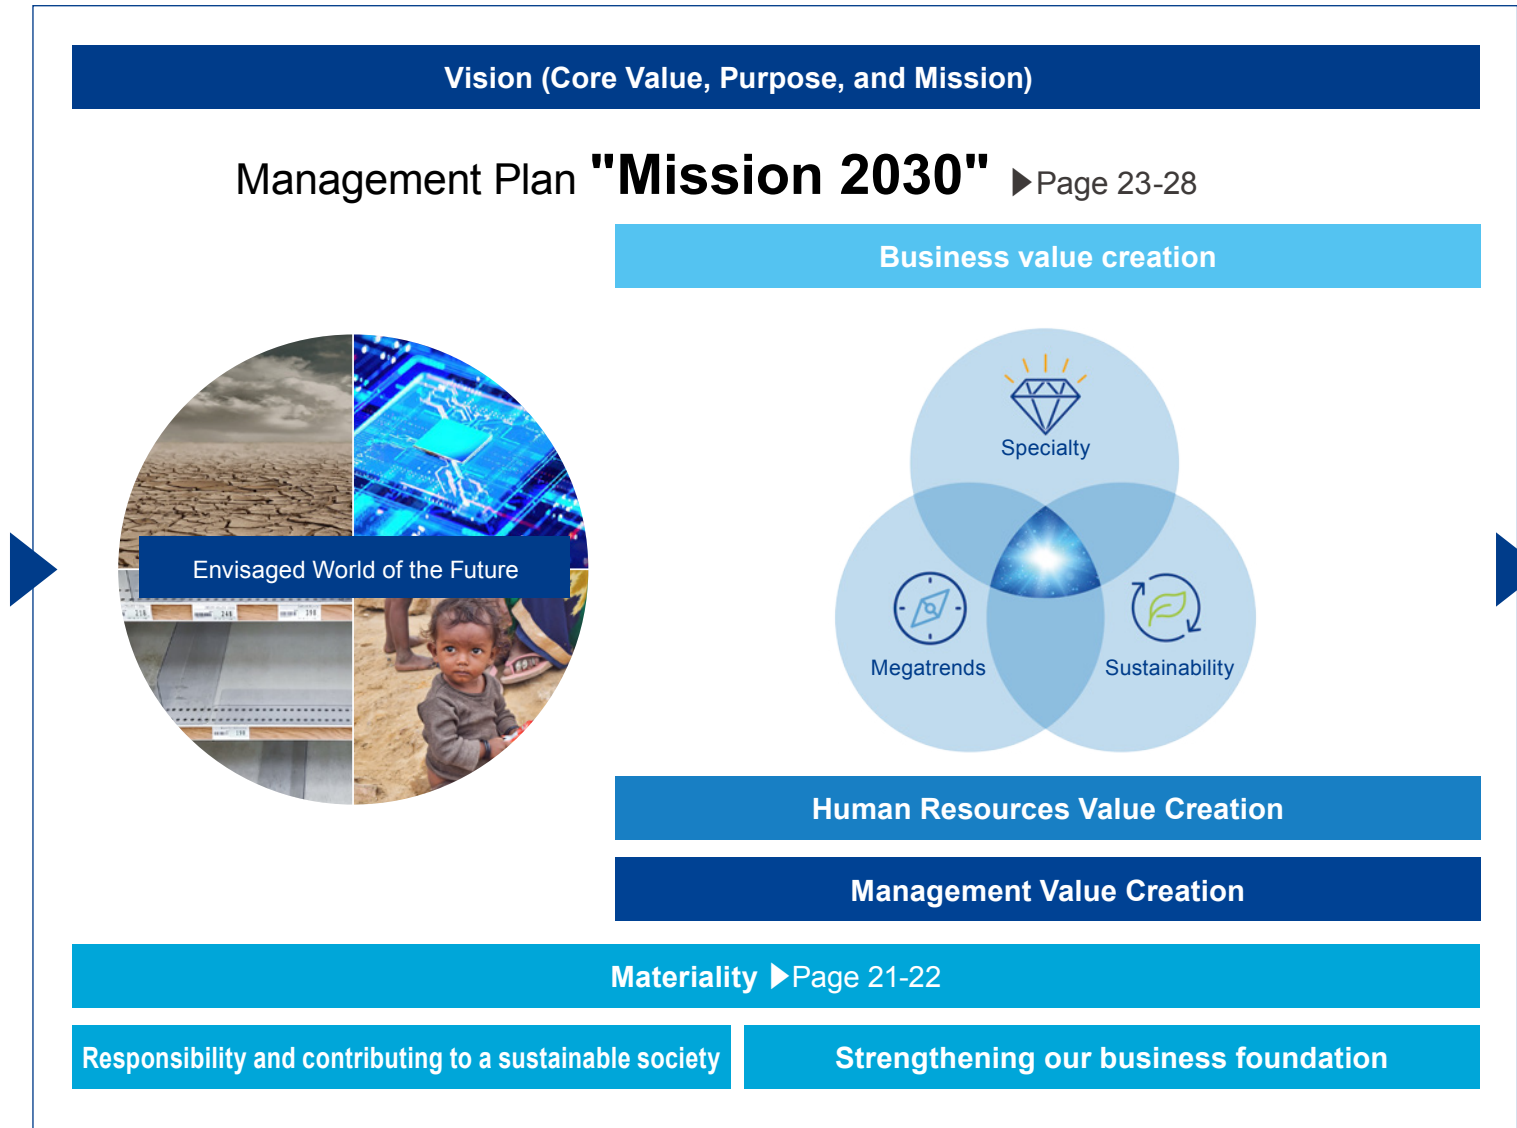 Vision (Core Value, Purpose, and Mission)
Management Plan "Mission 2030" ▶Page 23-28
Business value creation
Specialty
Envisaged World of the Future
Megatrends
Sustainability
Human Resources Value Creation
Management Value Creation
Materiality ▶Page 21-22
Responsibility and contributing to a sustainable society
Strengthening our business foundation